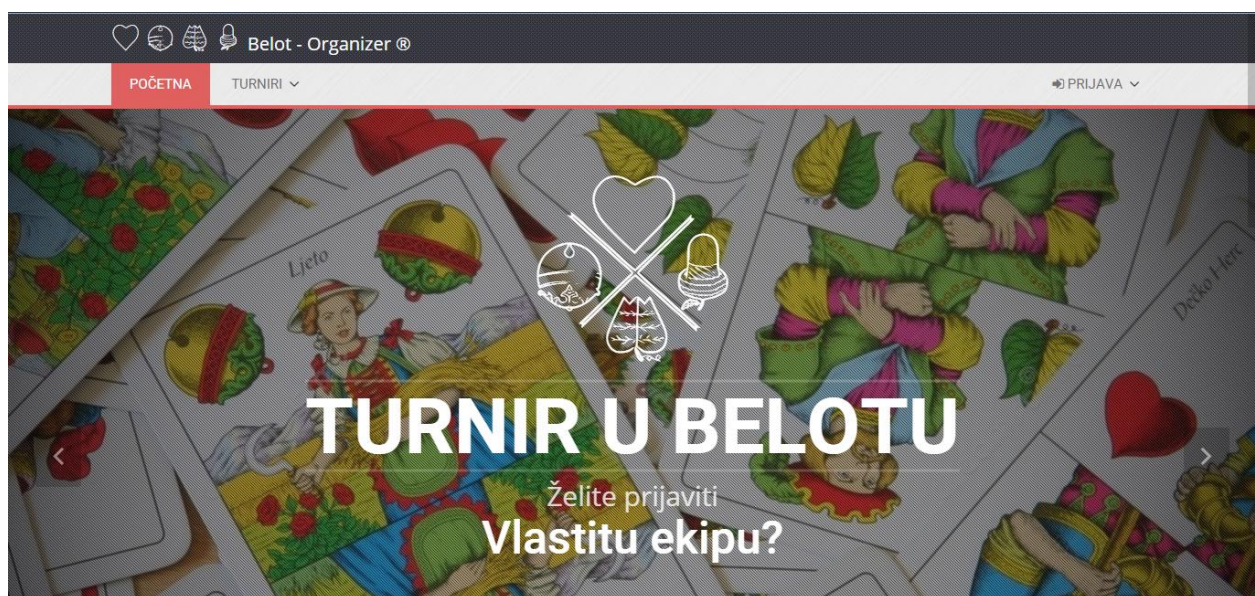 Belot - Organizer ®
POČETNA TURNIRI PRIJAVA
Ljeto
Dečko Herc
TURNIR U BELOTU
Želite prijaviti
Vlastitu ekipu?